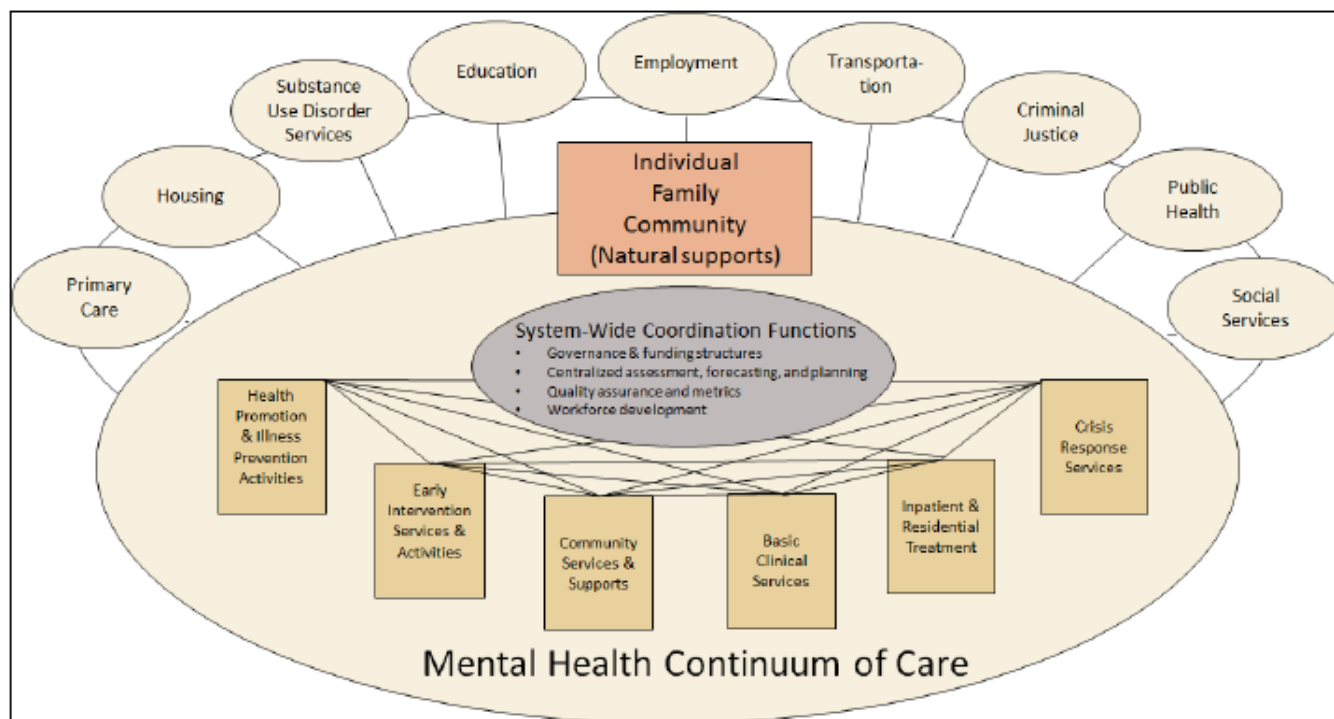 Primary
Care
Housing
Substance
Use Disorder
Services
Education
Employment
Transporta-
tion
Criminal
Justice
Public
Health
Social
Services
Individual
Family
Community
(Natural supports)
System-Wide Coordination Functions
• Governance & funding structures
• Centralized assessment, forecasting, and planning
• Quality assurance and metrics
• Workforce development
Health
Promotion
& Illness
Prevention
Activities
Early
Intervention
Services &
Activities
Community
Services &
Supports
Basic
Clinical
Services
Inpatient &
Residential
Treatment
Crisis
Response
Services
Mental Health Continuum of Care